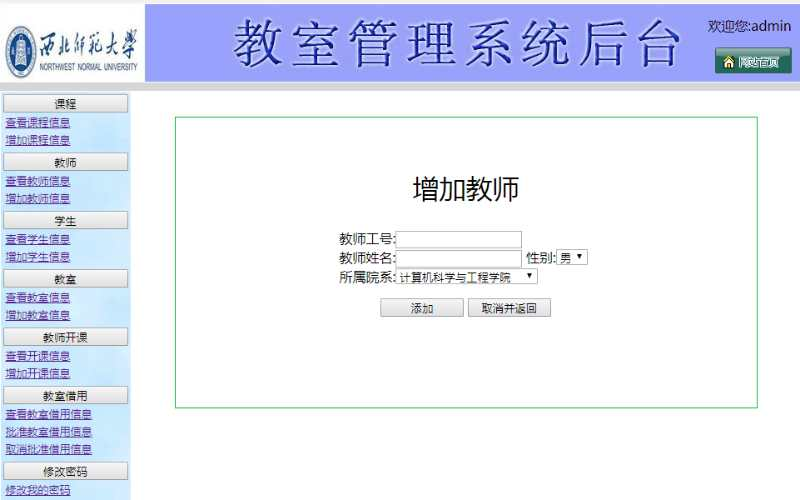 西北师范大学
NORTHWEST NORMAL UNIVERSITY
教室管理系统后台
欢迎您:admin
网站首页
课程
查看课程信息
增加课程信息
教师
查看教师信息
增加教师信息
学生
查看学生信息
增加学生信息
教室
查看教室信息
增加教室信息
教师开课
查看开课信息
增加开课信息
教室借用
查看教室借用信息
批准教室借用信息
取消批准借用信息
修改密码
修改我的密码
增加教师
教师工号:
教师姓名: 性别: 男
所属院系: 计算机科学与工程学院
添加 取消并返回